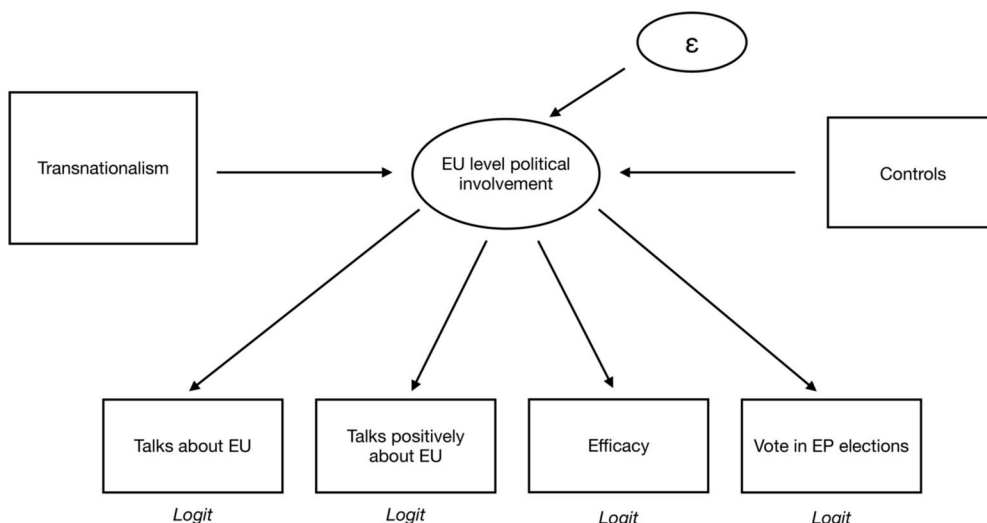 ε
Transnationalism
EU level political
involvement
Controls
Talks about EU
Talks positively
about EU
Efficacy
Vote in EP elections
Logit
Logit
Logit
Logit